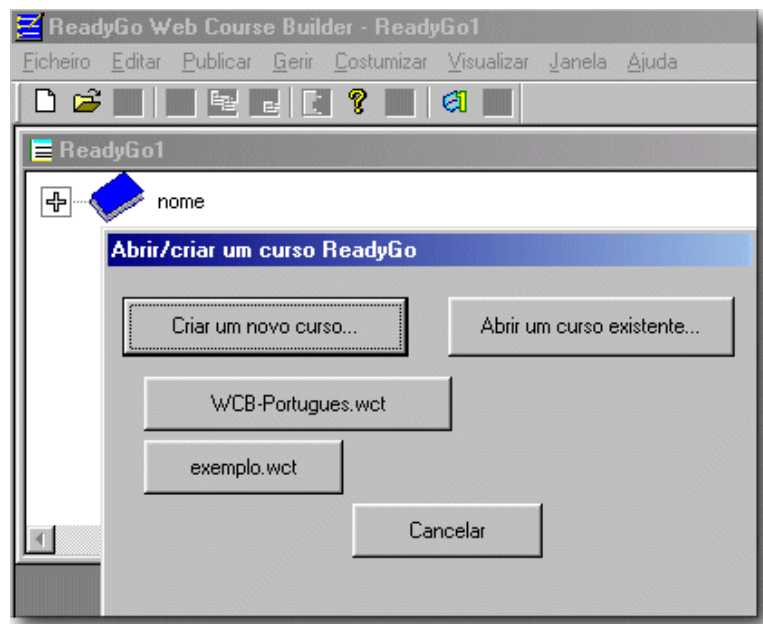 ReadyGo Web Course Builder - ReadyGo1
Ficheiro Editar Publicar Gerir Costumizar Visualizar Janela Ajuda
ReadyGo1
nome
Abrir/criar um curso ReadyGo
Criar um novo curso... Abrir um curso existente...
WCB-Portugues.wct
exemplo.wct
Cancelar